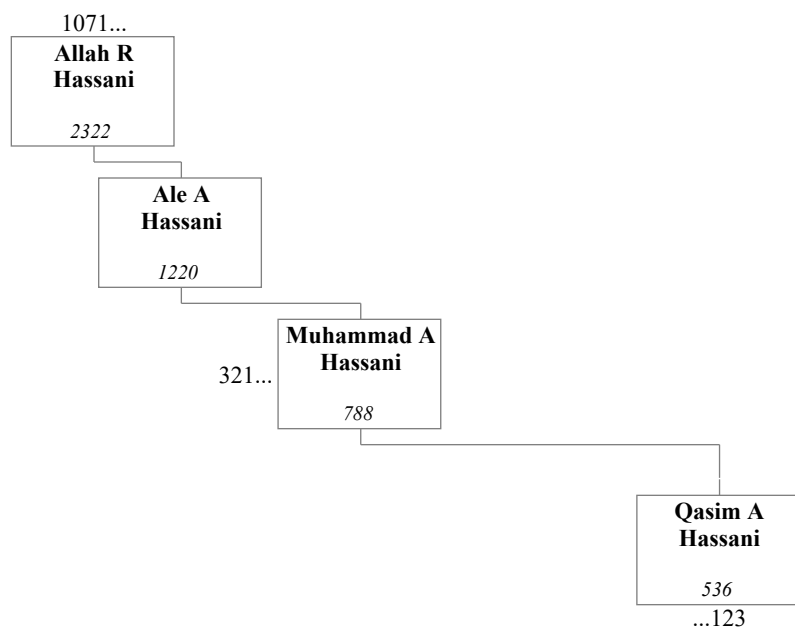 1071...
Allah R
Hassani
2322
Ale A
Hassani
1220
Muhammad A
Hassani
321...
788
Qasim A
Hassani
536
...123